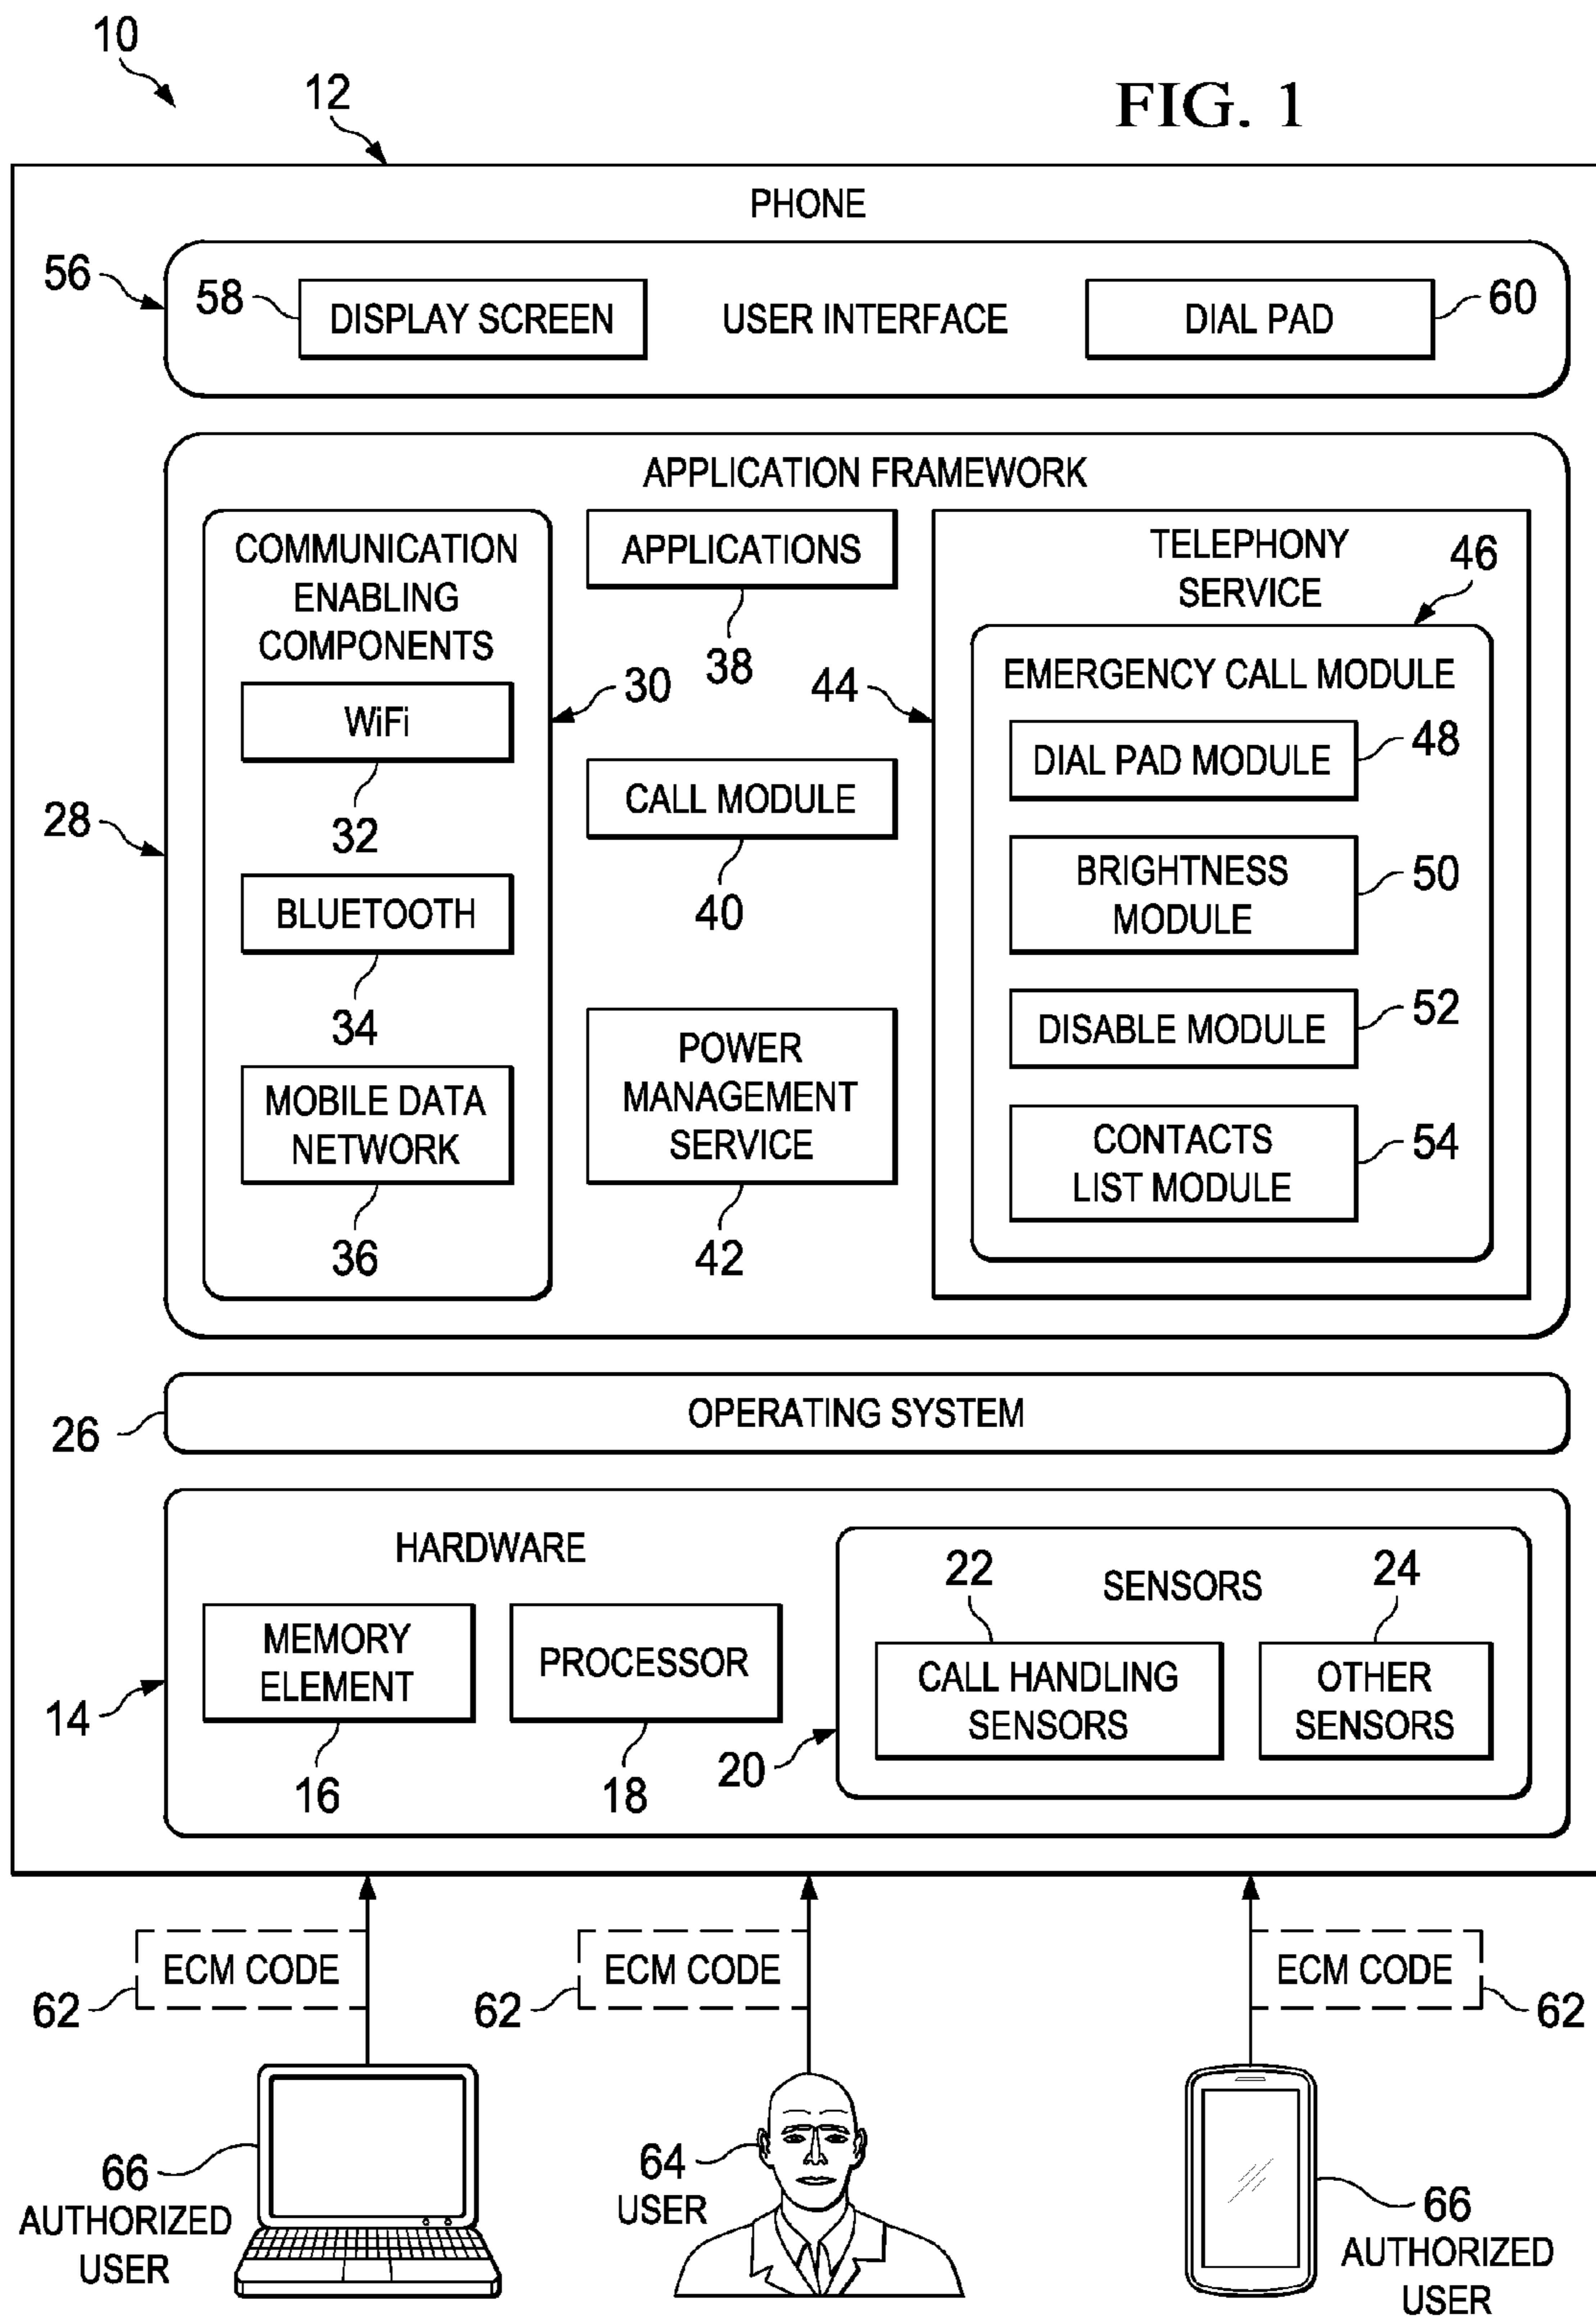 10
12
FIG. 1
PHONE
56
58
DISPLAY SCREEN
USER INTERFACE
DIAL PAD
60
APPLICATION FRAMEWORK
28
COMMUNICATION
ENABLING
COMPONENTS
30
WiFi
32
BLUETOOTH
34
MOBILE DATA
NETWORK
36
APPLICATIONS
38
CALL MODULE
40
POWER
MANAGEMENT
SERVICE
42
TELEPHONY
SERVICE
44
46
EMERGENCY CALL MODULE
DIAL PAD MODULE
48
BRIGHTNESS
MODULE
50
DISABLE MODULE
52
CONTACTS
LIST MODULE
54
26
OPERATING SYSTEM
14
HARDWARE
MEMORY
ELEMENT
16
PROCESSOR
18
20
SENSORS
22
CALL HANDLING
SENSORS
24
OTHER
SENSORS
ECM CODE
62
ECM CODE
62
ECM CODE
62
66
AUTHORIZED
USER
64
USER
66
AUTHORIZED
USER